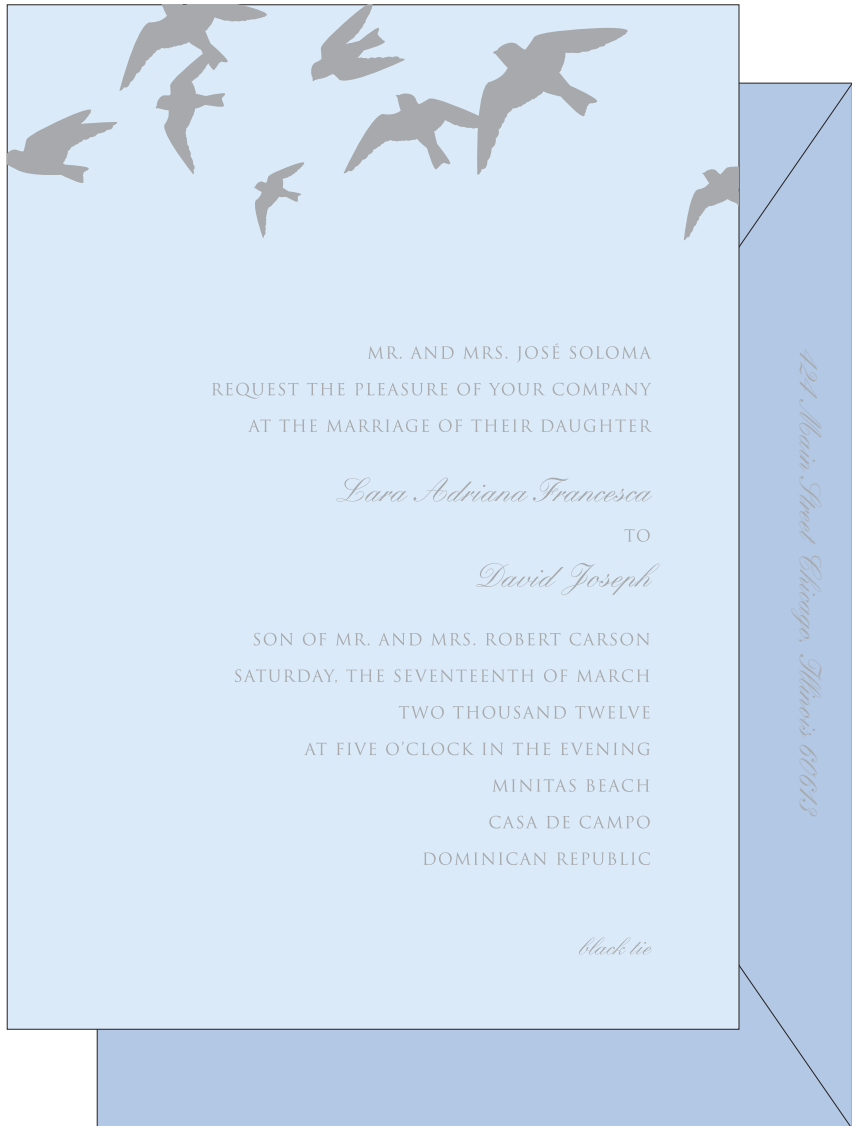 MR. AND MRS. JOSÉ SOLOMA
REQUEST THE PLEASURE OF YOUR COMPANY
AT THE MARRIAGE OF THEIR DAUGHTER
Lara Adriana Francesca
TO
David Joseph
SON OF MR. AND MRS. ROBERT CARSON
SATURDAY, THE SEVENTEENTH OF MARCH
TWO THOUSAND TWELVE
AT FIVE O'CLOCK IN THE EVENING
MINITAS BEACH
CASA DE CAMPO
DOMINICAN REPUBLIC
black tie
421 Main Street Chicago, Illinois 60613